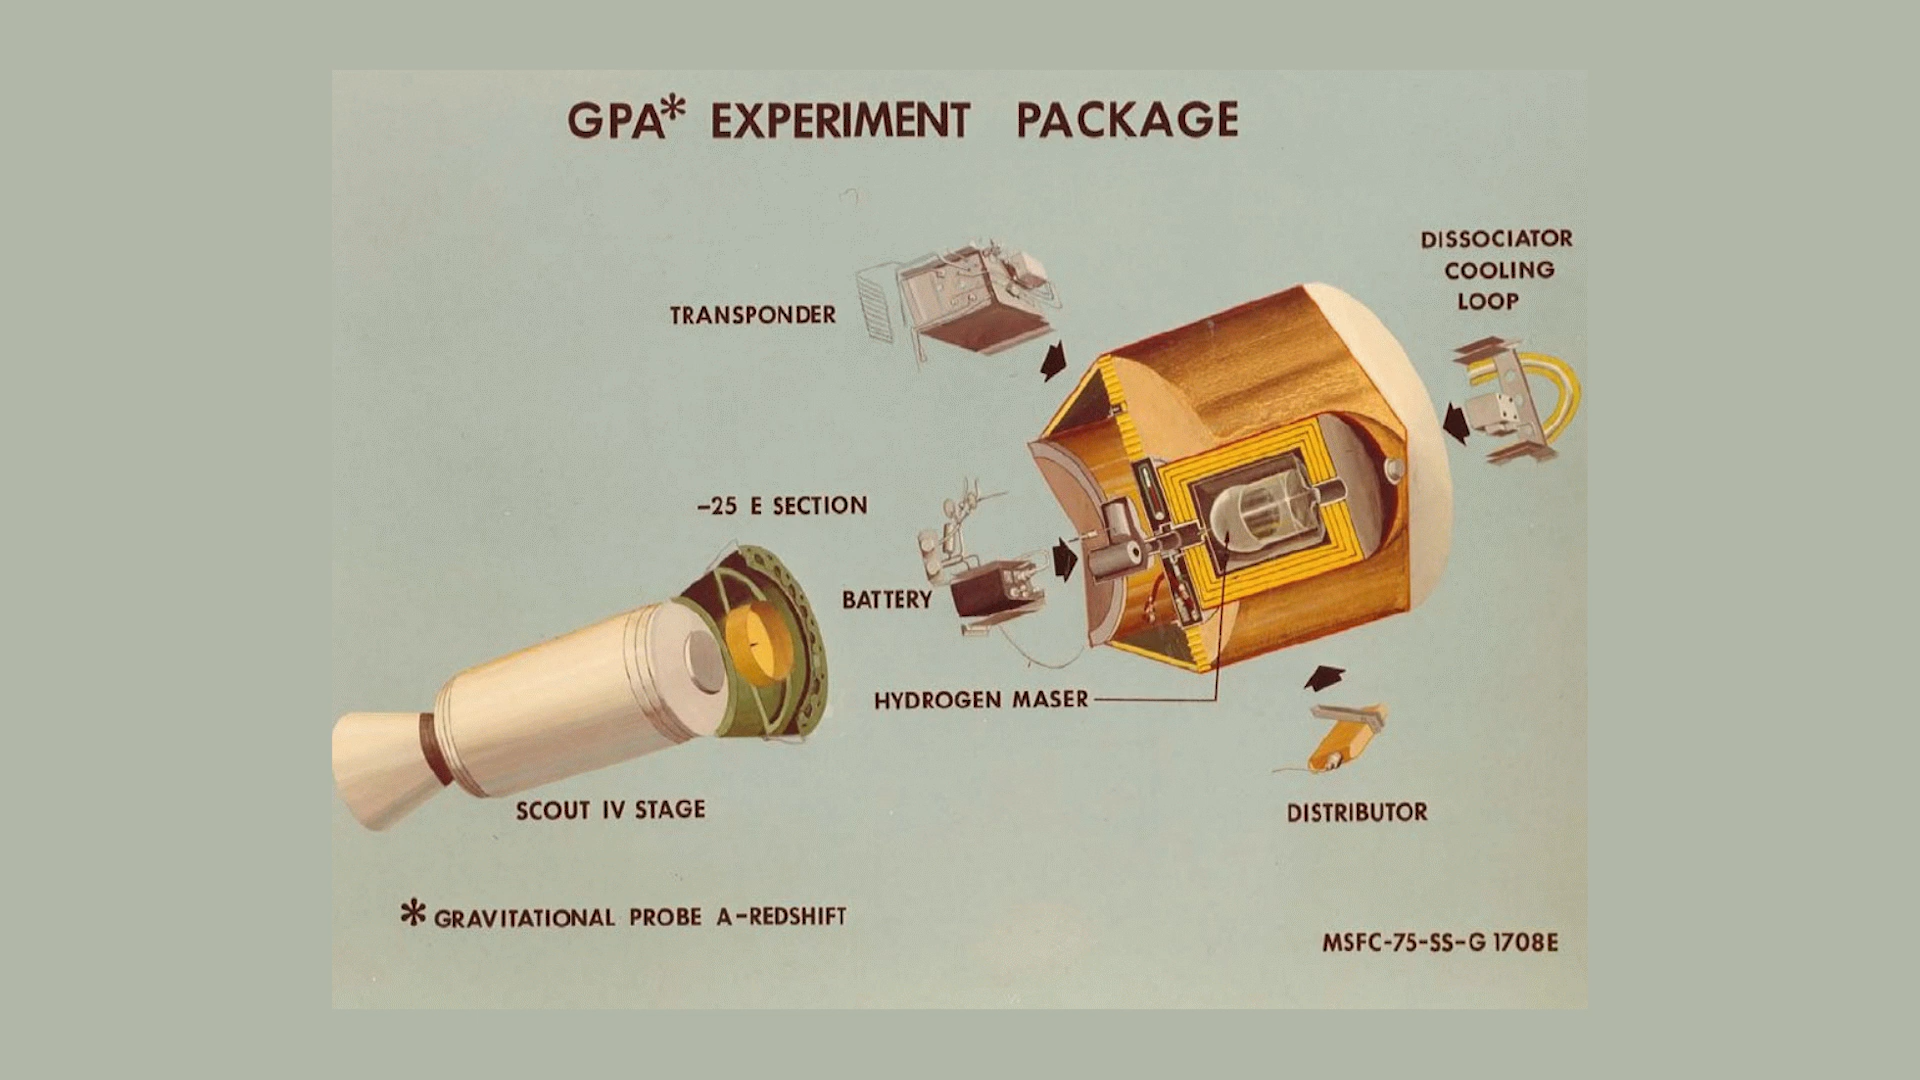 GPA* EXPERIMENT PACKAGE
DISSOCIATOR
COOLING
LOOP
TRANSPONDER
-25 E SECTION
BATTERY
HYDROGEN MASER
SCOUT IV STAGE
DISTRIBUTOR
* GRAVITATIONAL PROBE A-REDSHIFT
MSFC-75-SS-G 1708E